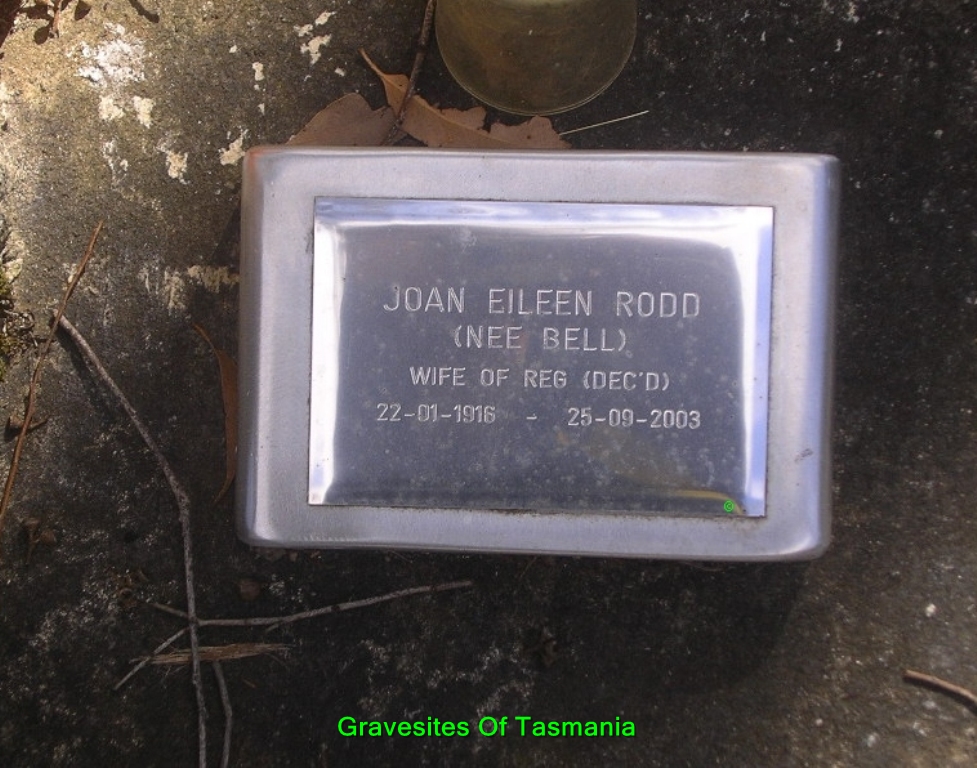 JOAN EILEEN RODD
(NEE BELL)
WIFE OF REG (DEC'D)
22-01-1916 - 25-09-2003
©
Gravesites Of Tasmania